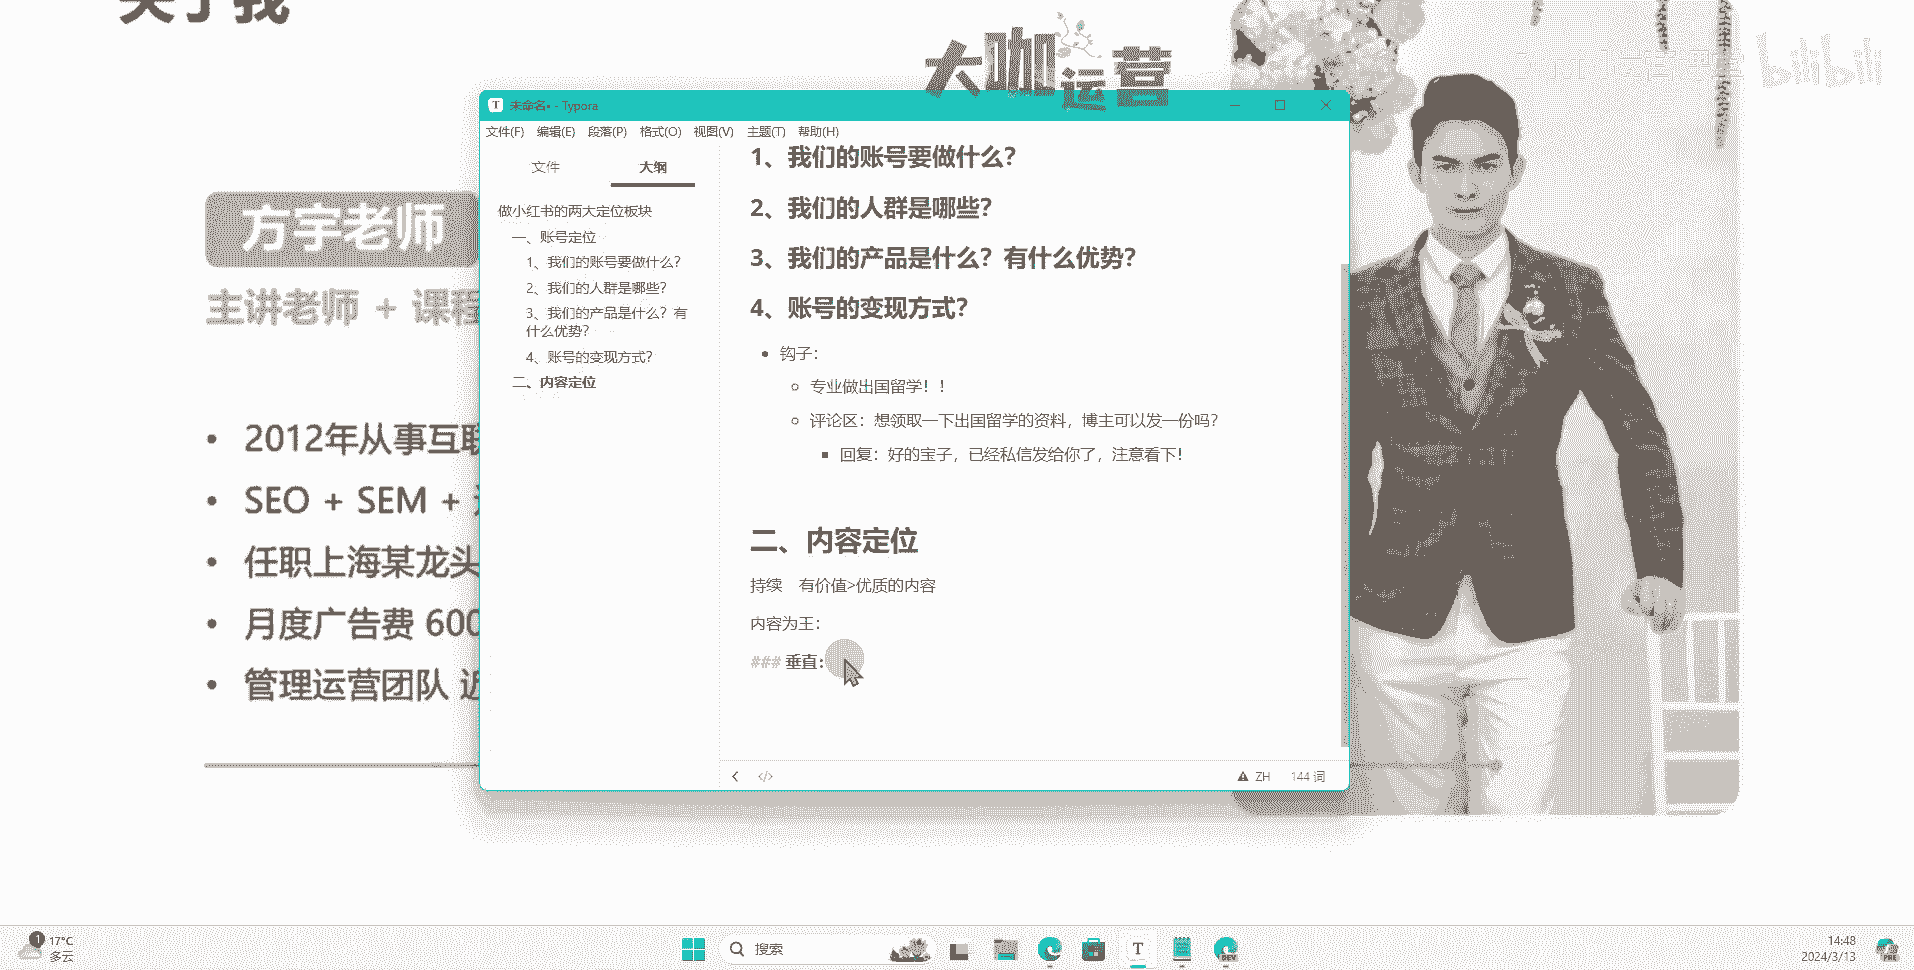 关于我
大咖运营
bilibili
方宇老师
主讲老师 + 课程
2012年从事互联
SEO + SEM +
任职上海某龙头
月度广告费 600
管理运营团队 近
未命名• - Typora
文件(F) 编辑(E) 段落(P) 格式(O) 视图(V) 主题(T) 帮助(H)
文件 大纲
做小红书的两大定位板块
一、账号定位
1、我们的账号要做什么？
2、我们的人群是哪些？
3、我们的产品是什么？有
什么优势？
4、账号的变现方式？
二、内容定位
1、我们的账号要做什么？
2、我们的人群是哪些？
3、我们的产品是什么？有什么优势？
4、账号的变现方式？
钩子：
专业做出国留学！！
评论区：想领取一下出国留学的资料，博主可以发一份吗？
回复：好的宝子，已经私信发给你了，注意看下！
二、内容定位
持续 有价值>优质的内容
内容为王：
### 垂直：
ZH 144 词
1 17°C
多云
搜索
T
DEV
14:48
2024/3/13
PRE